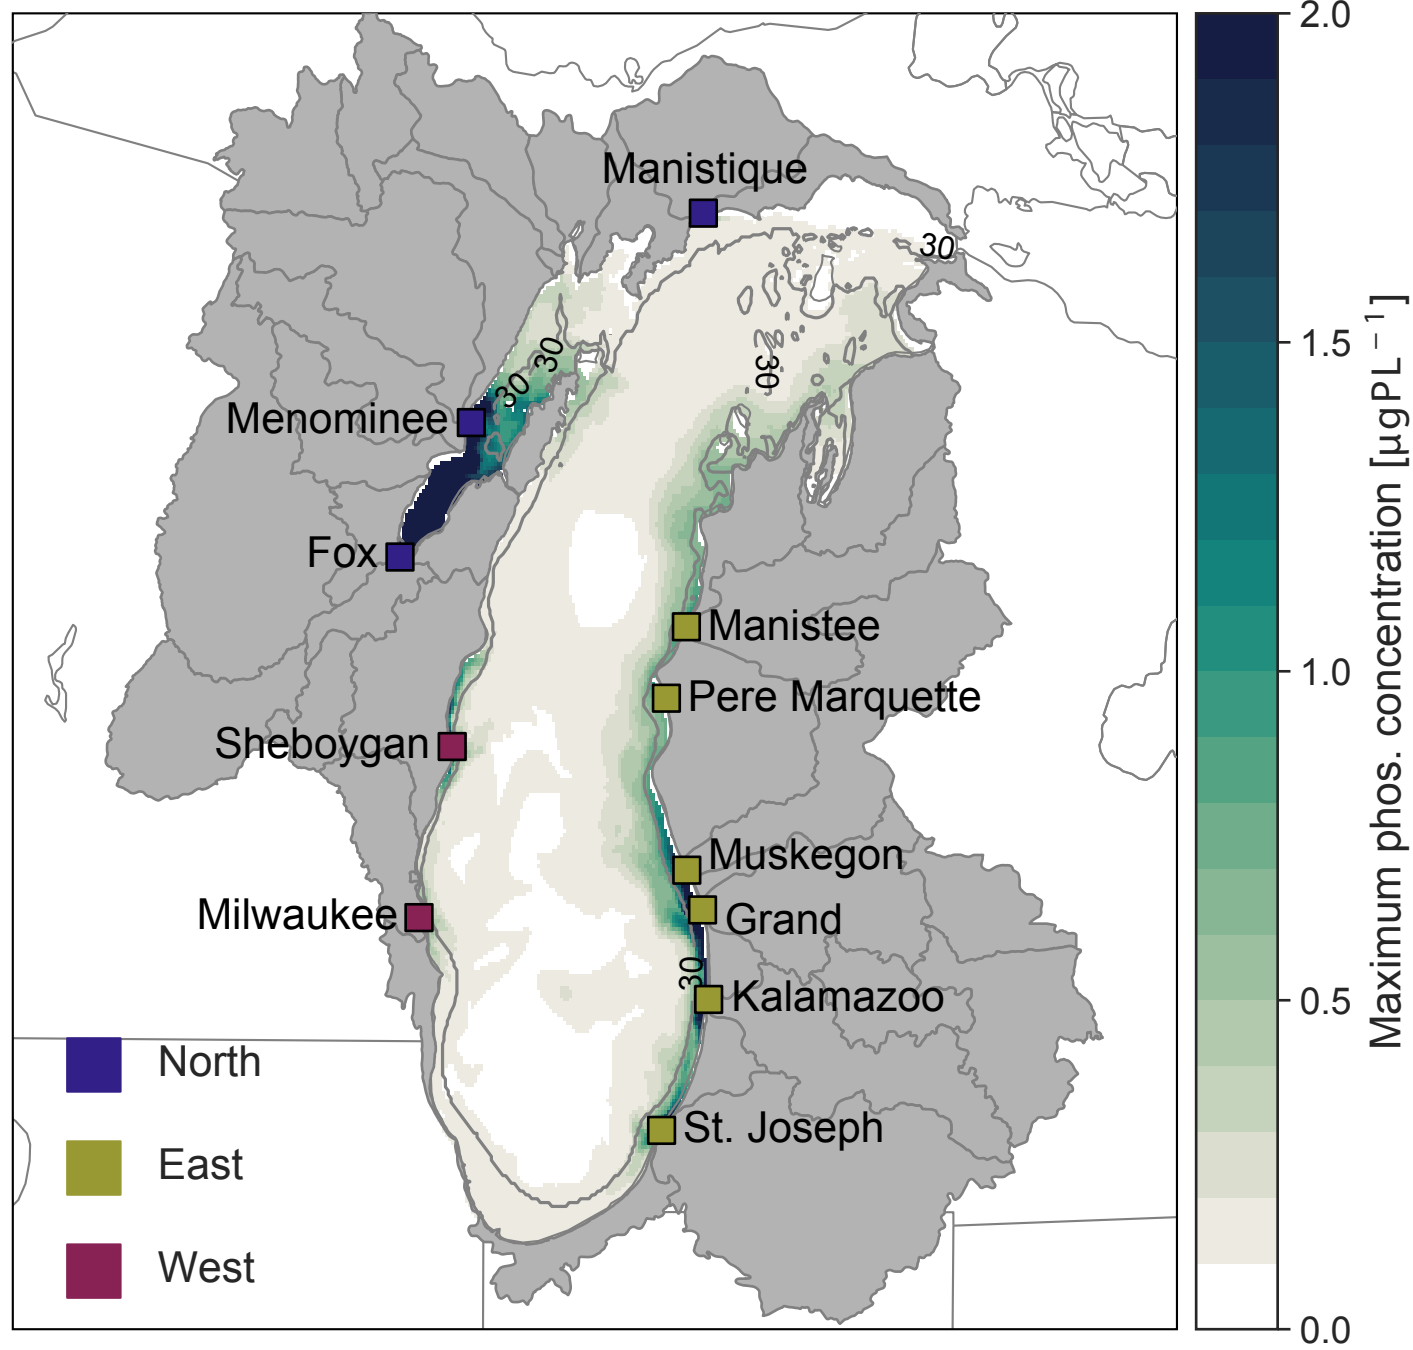 Manistique
30
30
30
30
Menominee
Fox
Manistee
Pere Marquette
Sheboygan
Muskegon
Grand
Milwaukee
30
Kalamazoo
St. Joseph
North
East
West
2.0
1.5
1.0
0.5
0.0
Maximum phos. concentration [µgPL⁻¹]